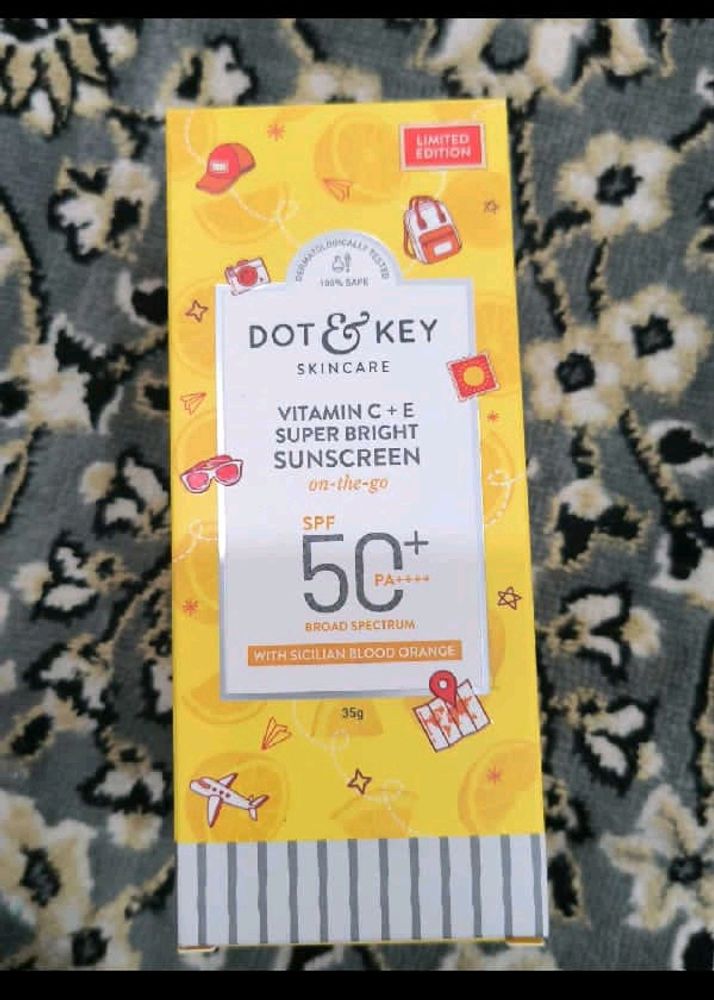 LIMITED
EDITION
DERMATOLOGICALLY TESTED
100% SAFE
DOT & KEY
SKINCARE
VITAMIN C + E
SUPER BRIGHT
SUNSCREEN
on-the-go
SPF
50+
PA++++
BROAD SPECTRUM
WITH SICILIAN BLOOD ORANGE
35g